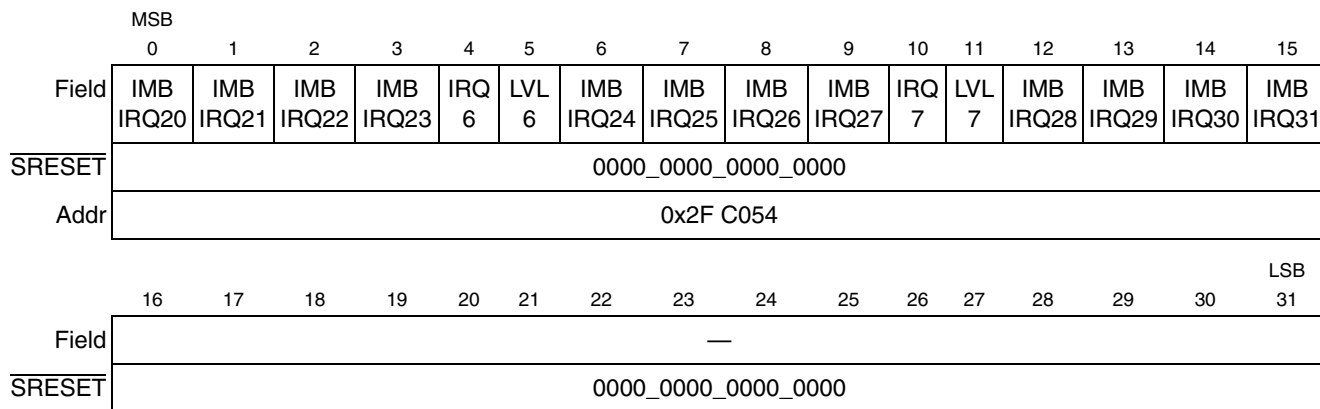 MSB
0 1 2 3 4 5 6 7 8 9 10 11 12 13 14 15
Field IMB IMB IMB IMB IRQ LVL IMB IMB IMB IMB IRQ LVL IMB IMB IMB IMB
IRQ20 IRQ21 IRQ22 IRQ23 6 6 IRQ24 IRQ25 IRQ26 IRQ27 7 7 IRQ28 IRQ29 IRQ30 IRQ31
SRESET 0000_0000_0000_0000
Addr 0x2F C054
LSB
16 17 18 19 20 21 22 23 24 25 26 27 28 29 30 31
Field —
SRESET 0000_0000_0000_0000